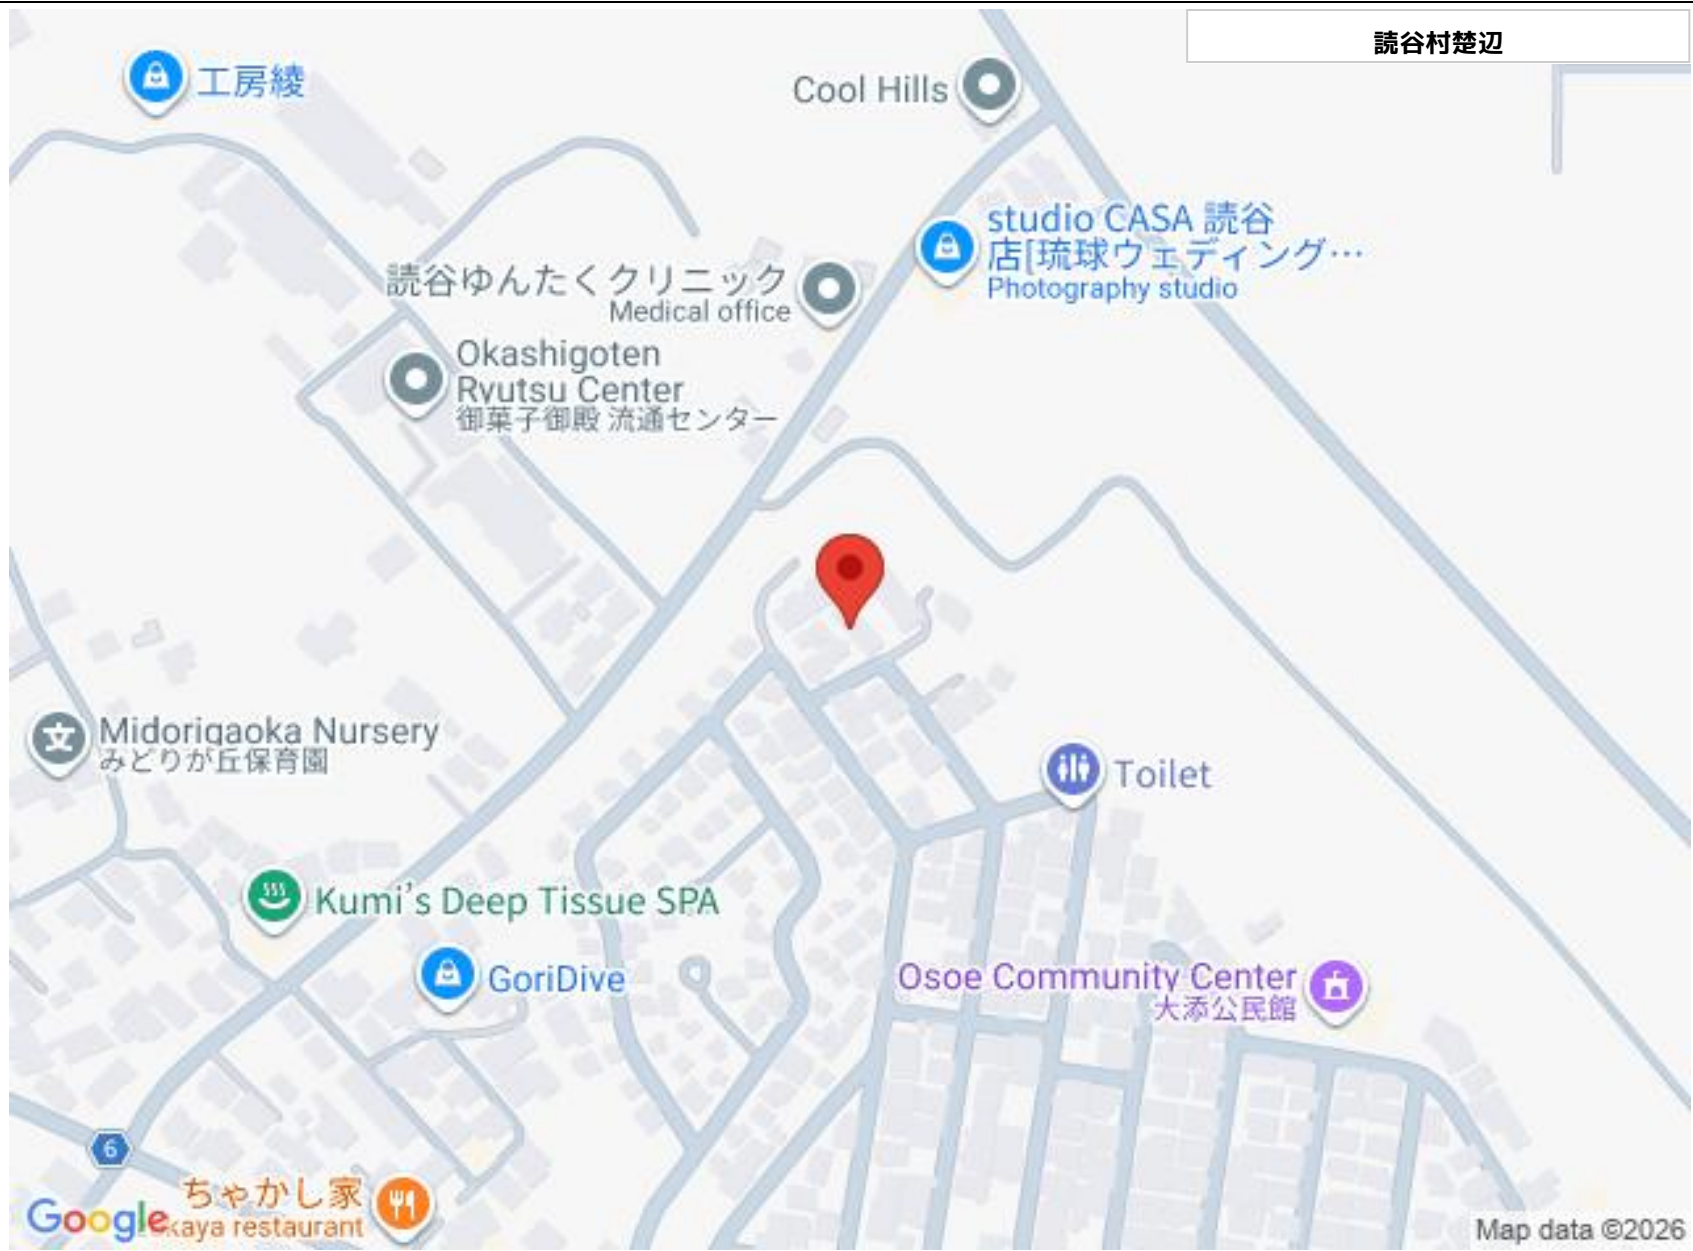 読谷村楚辺
工房綾
Cool Hills
studio CASA 読谷
店[琉球ウェディング…
Photography studio
読谷ゆんたくクリニック
Medical office
Okashigoten
Ryutsu Center
御菓子御殿 流通センター
Midorigaoka Nursery
みどりが丘保育園
Toilet
Kumi's Deep Tissue SPA
GoriDive
Osoe Community Center
大添公民館
6
ちゃかし家
kaya restaurant
Google
Map data ©2026